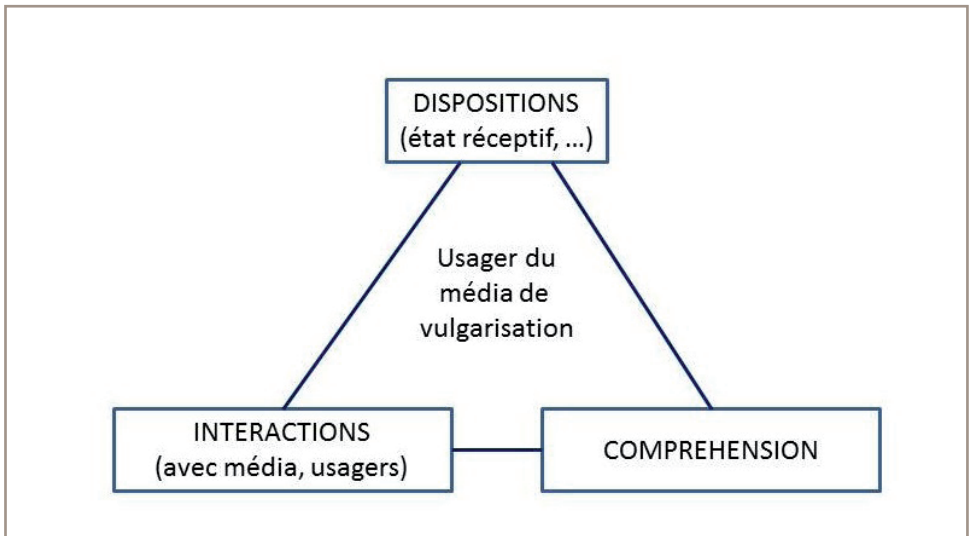 DISPOSITIONS
(état réceptif, ...)
Usager du
média de
vulgarisation
INTERACTIONS
(avec média, usagers)
COMPREHENSION